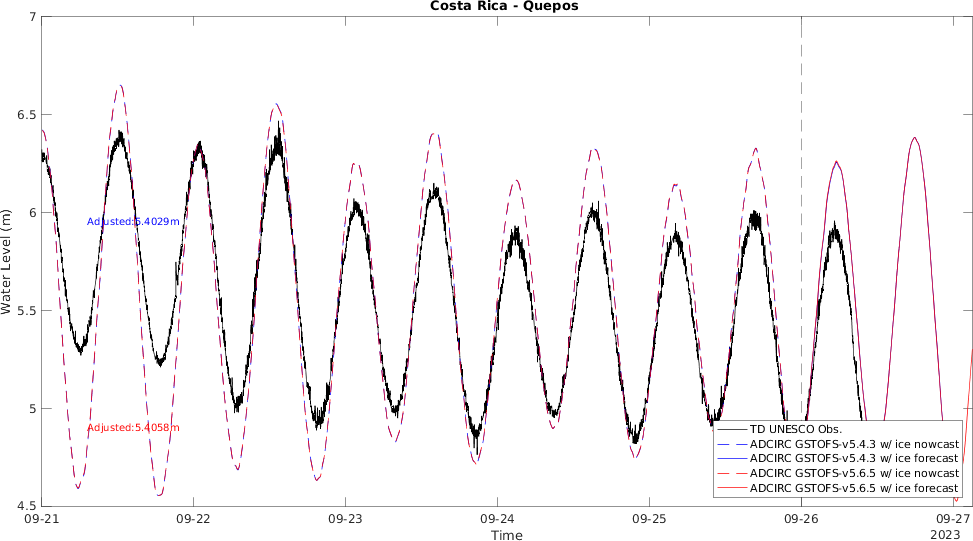 Costa Rica - Quepos
7
6.5
6
5.5
5
4.5
Water Level (m)
Adjusted:5.4029m
Adjusted:5.4058m
TD UNESCO Obs.
ADCIRC GSTOFS-v5.4.3 w/ ice nowcast
ADCIRC GSTOFS-v5.4.3 w/ ice forecast
ADCIRC GSTOFS-v5.6.5 w/ ice nowcast
ADCIRC GSTOFS-v5.6.5 w/ ice forecast
09-21 09-22 09-23 09-24 09-25 09-26 09-27
Time
2023